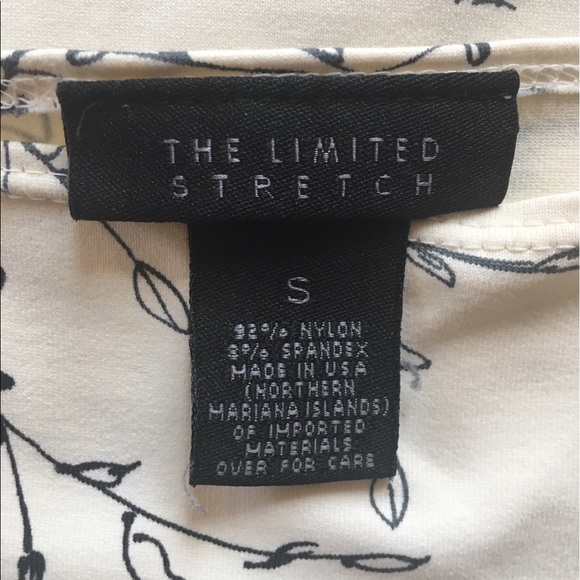 THE LIMITED
STRETCH
S
92% NYLON
8% SPANDEX
MADE IN USA
(NORTHERN
MARIANA ISLANDS)
OF IMPORTED
MATERIALS
OVER FOR CARE